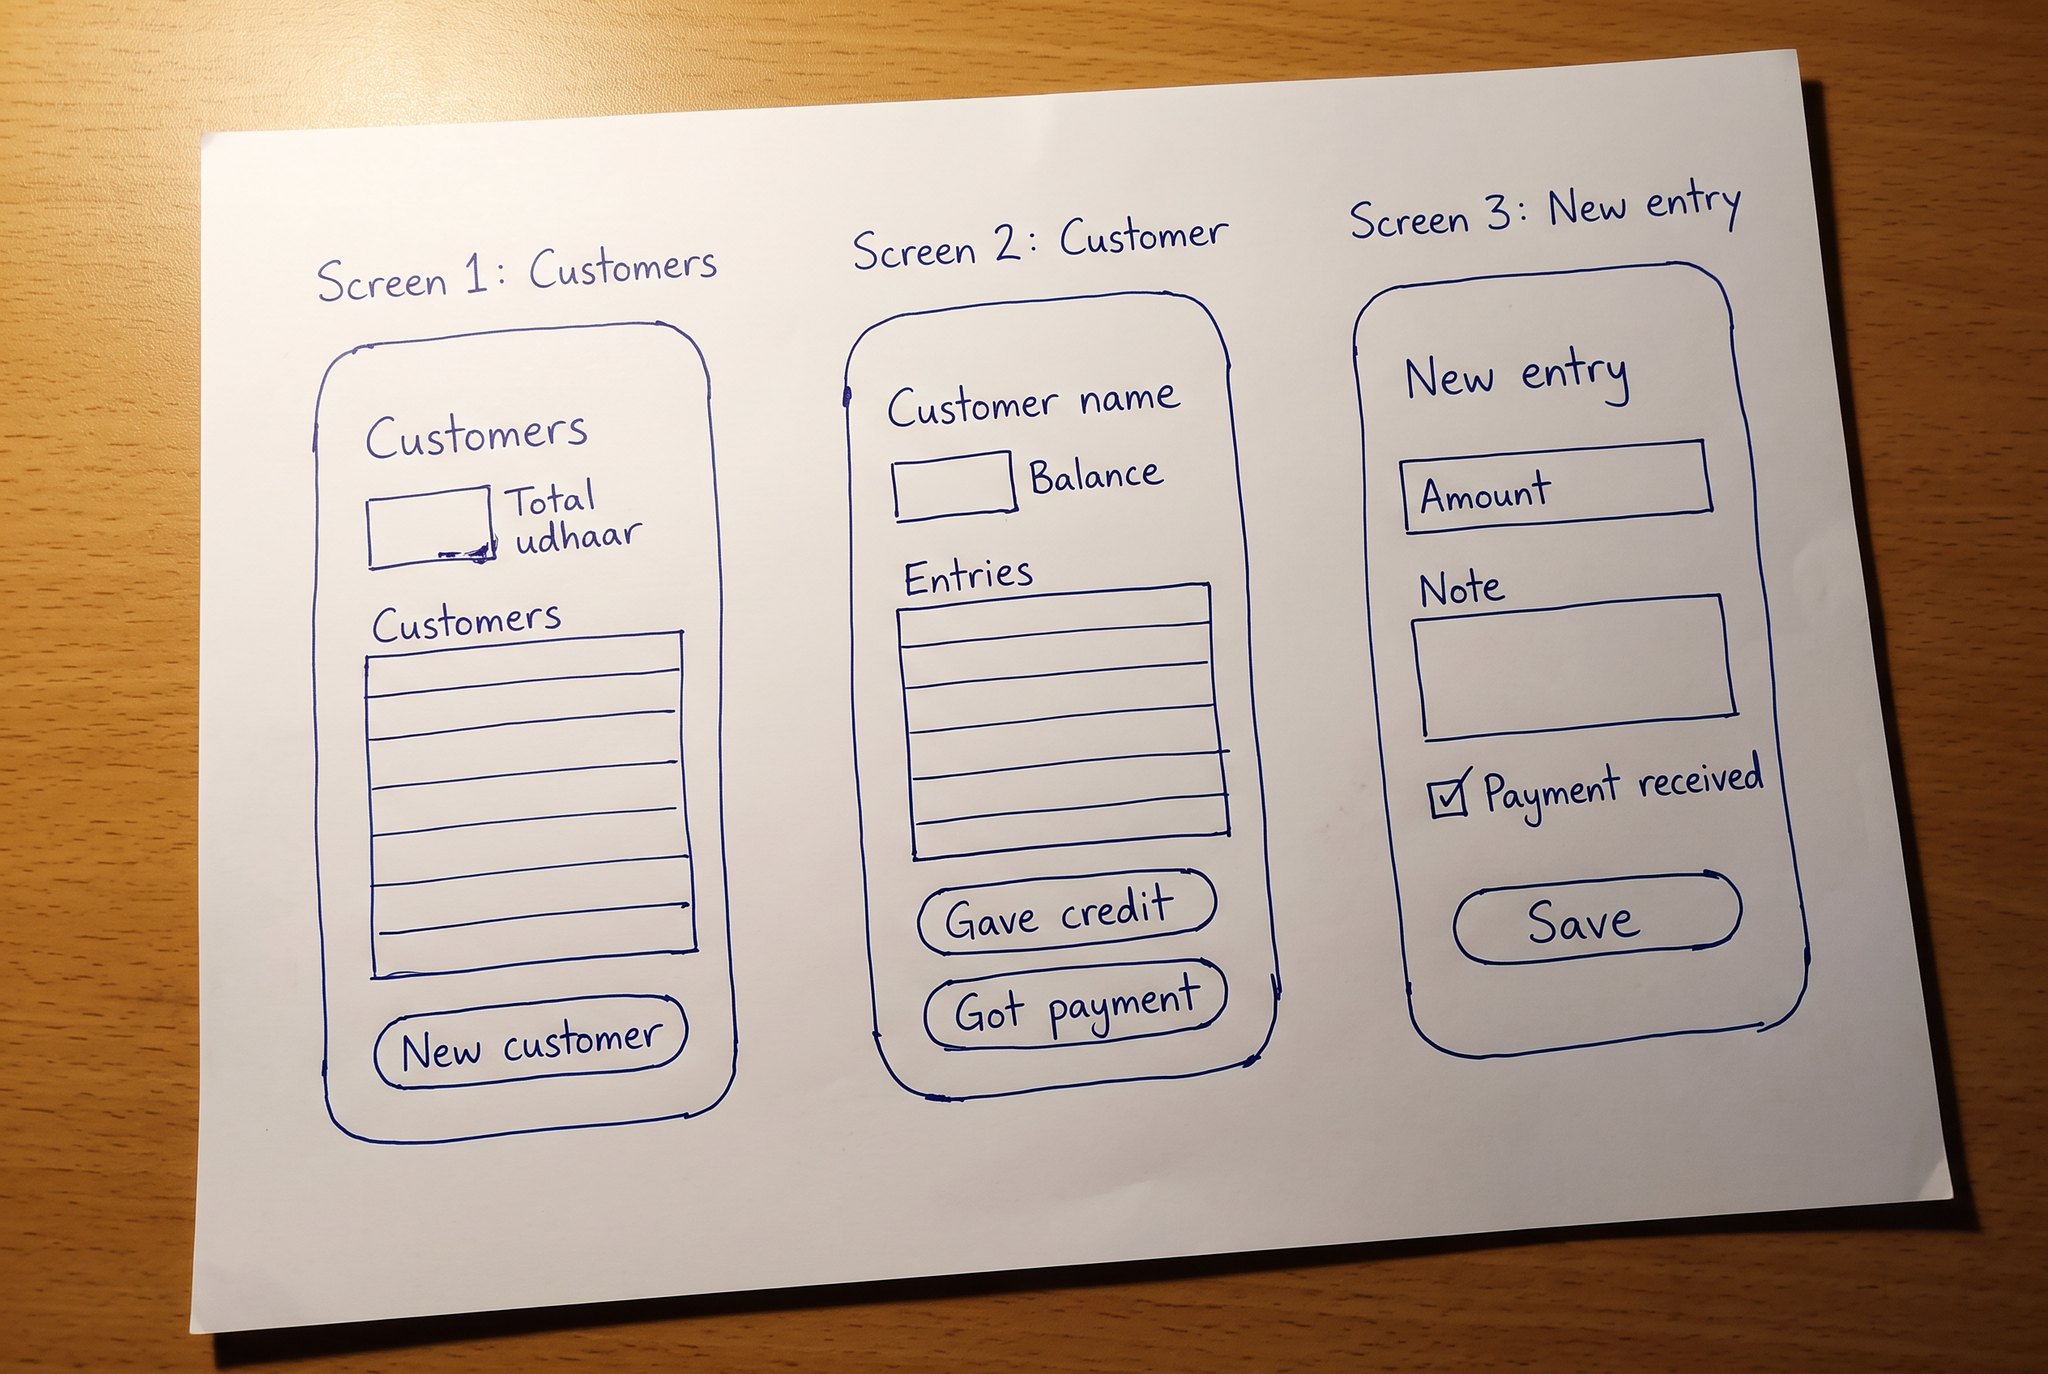 Screen 1: Customers
Customers
Total
udhaar
Customers
New customer
Screen 2: Customer
Customer name
Balance
Entries
Gave credit
Got payment
Screen 3: New entry
New entry
Amount
Note
Payment received
Save